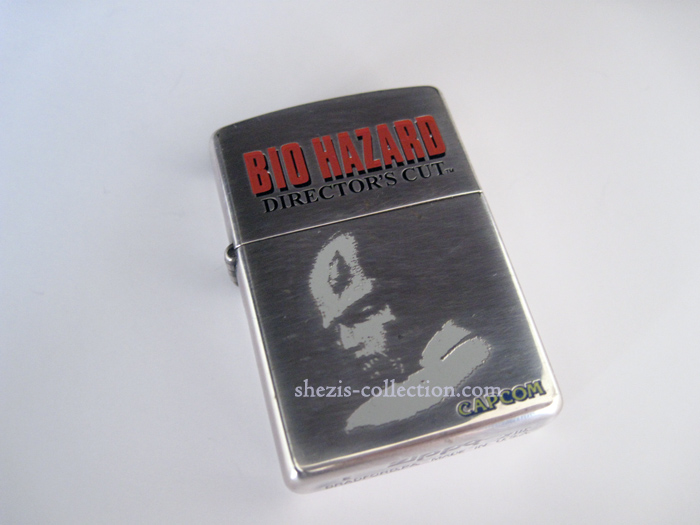 BIO HAZARD
DIRECTOR'S CUT™
shezis-collection.com
CAPCOM